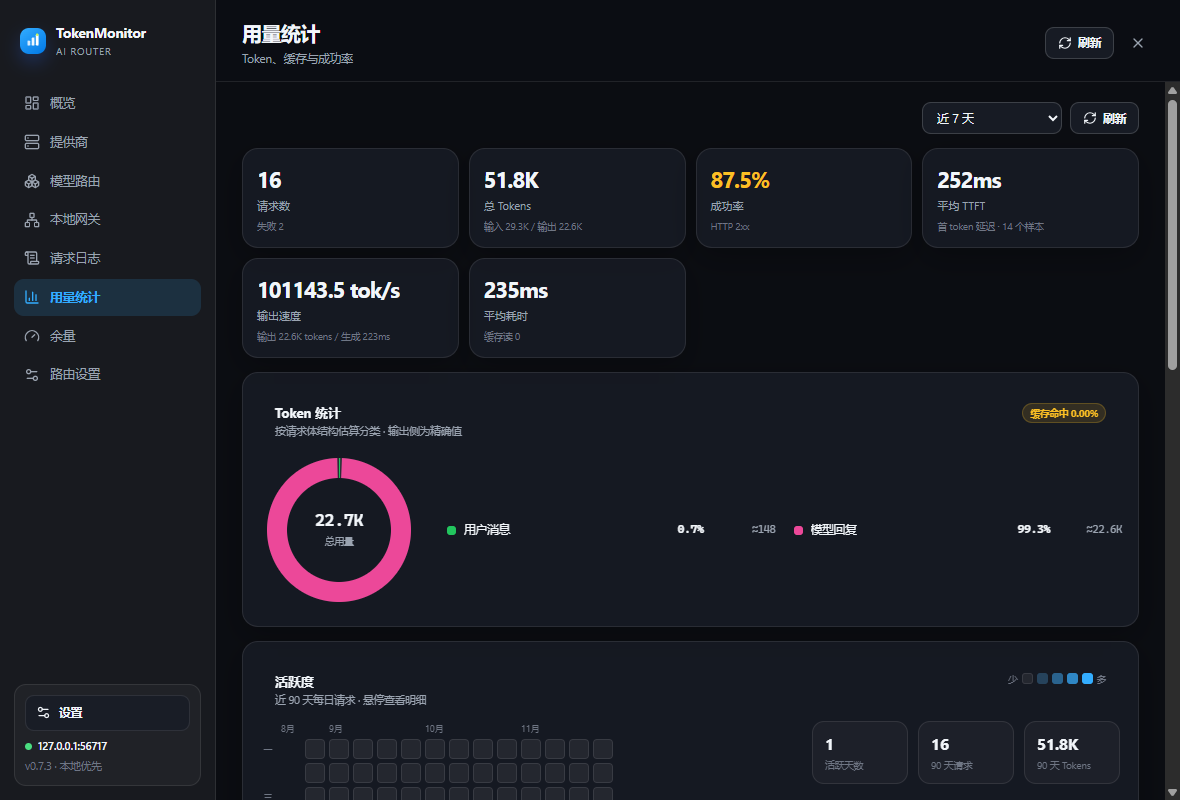 TokenMonitor
AI ROUTER
概览
提供商
模型路由
本地网关
请求日志
用量统计
余量
路由设置
设置
127.0.0.1:56717
v0.7.3 · 本地优先
用量统计
Token、缓存与成功率
刷新
近 7 天
刷新
16
请求数
失败 2
51.8K
总 Tokens
输入 29.3K / 输出 22.6K
87.5%
成功率
HTTP 2xx
252ms
平均 TTFT
首 token 延迟 · 14 个样本
101143.5 tok/s
输出速度
输出 22.6K tokens / 生成 223ms
235ms
平均耗时
缓存读 0
Token 统计
按请求体结构估算分类 · 输出侧为精确值
缓存命中 0.00%
22.7K
总用量
用户消息 0.7% ≈148
模型回复 99.3% ≈22.6K
活跃度
近 90 天每日请求 · 悬停查看明细
少 多
8月 9月 10月 11月
一
三
1
活跃天数
16
90 天请求
51.8K
90 天 Tokens